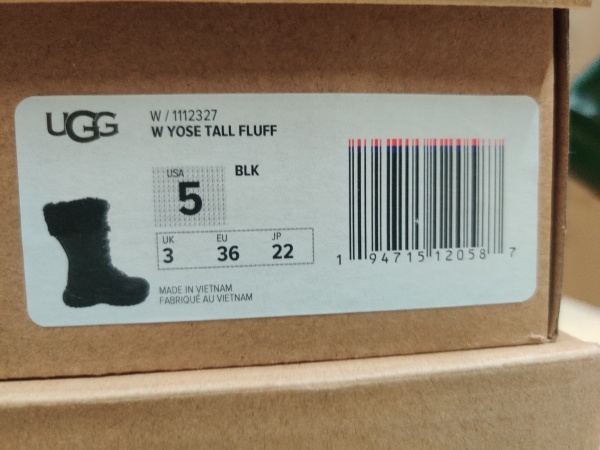 UGG
W / 1112327
W YOSE TALL FLUFF
USA
5
BLK
UK EU JP
3 36 22
MADE IN VIETNAM
FABRIQUÉ AU VIETNAM
1 94715 12058 7